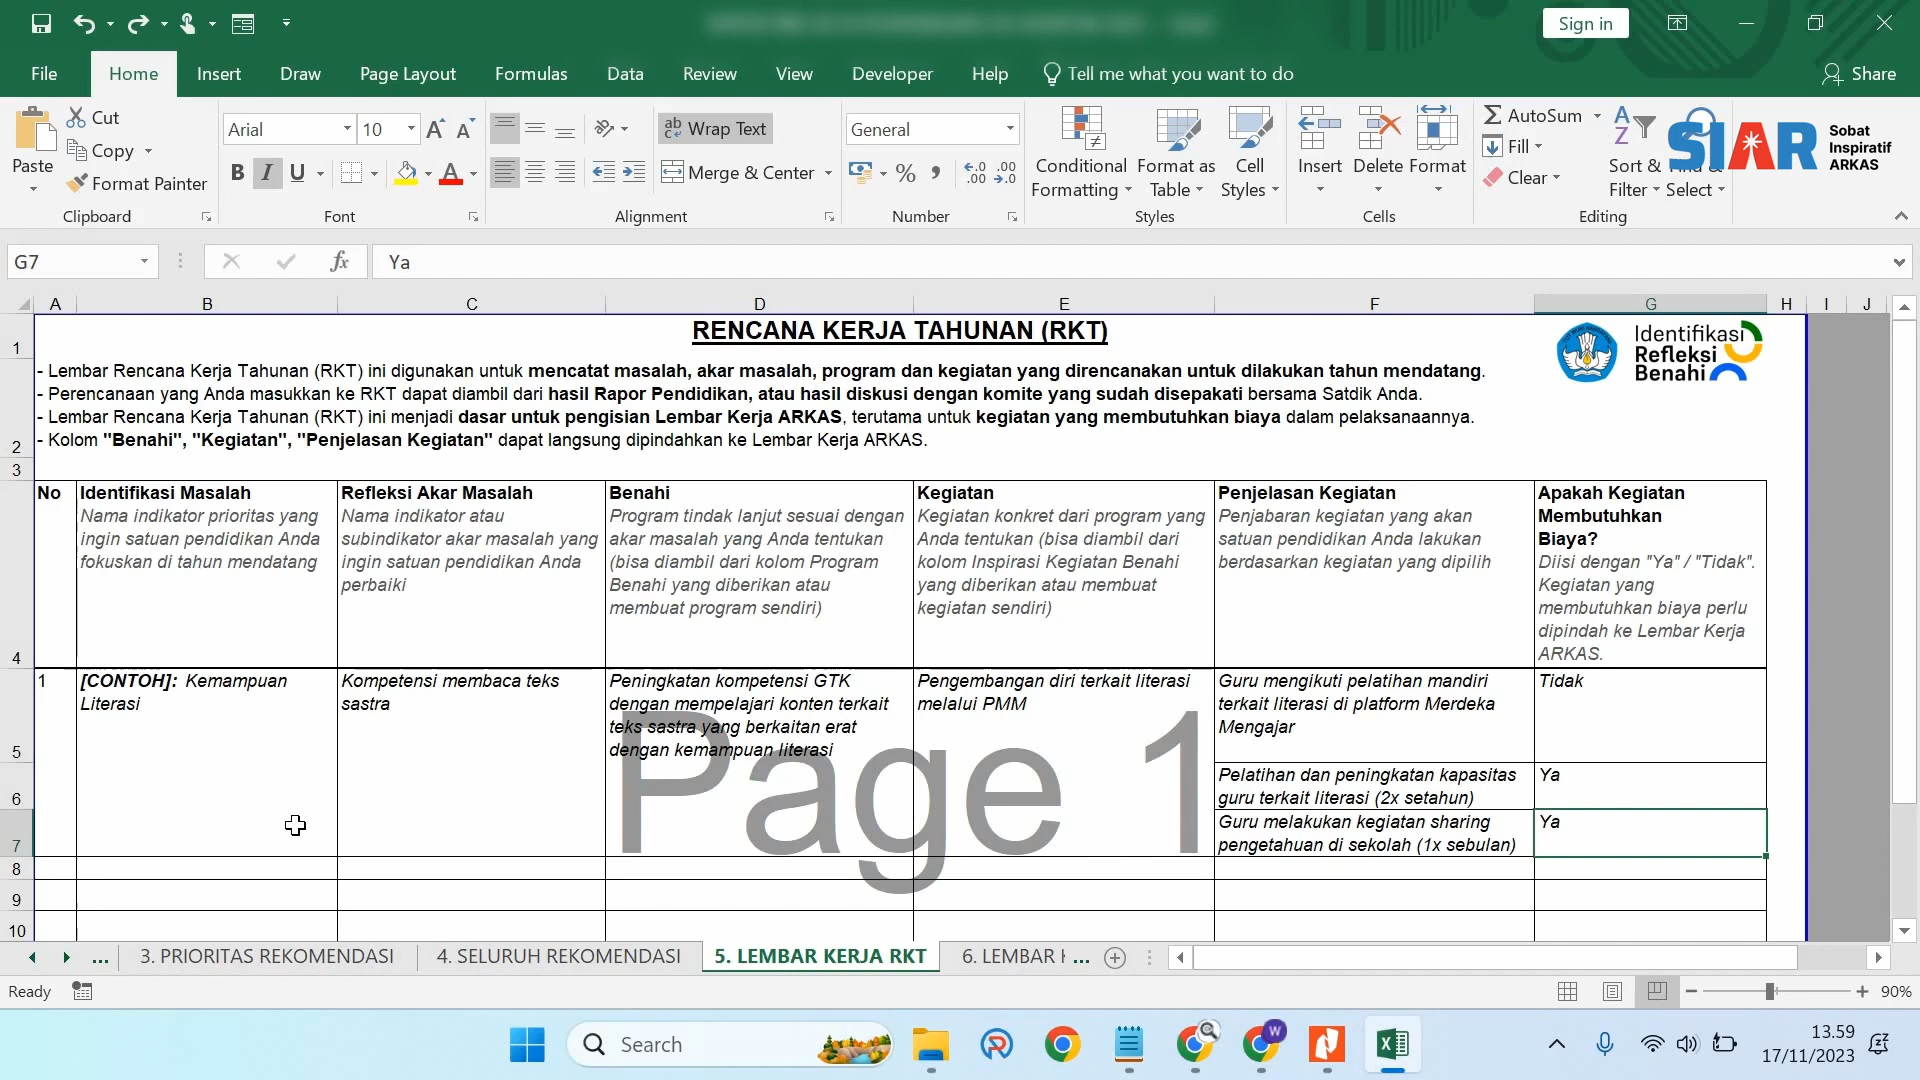 Sign in
File Home Insert Draw Page Layout Formulas Data Review View Developer Help Tell me what you want to do Share
Paste
Cut
Copy
Format Painter
Clipboard
Arial 10
B I U
Font
Wrap Text
Merge & Center
Alignment
General
Number
Conditional Formatting
Format as Table
Cell Styles
Styles
Insert Delete Format
Cells
AutoSum
Fill
Clear
Sort &
Filter
Select
Editing
SIAR
Sobat
Inspiratif
ARKAS
G7
fx
Ya
A B C D E F G H I J
1
RENCANA KERJA TAHUNAN (RKT)
Identifikasi
Refleksi
Benahi
- Lembar Rencana Kerja Tahunan (RKT) ini digunakan untuk mencatat masalah, akar masalah, program dan kegiatan yang direncanakan untuk dilakukan tahun mendatang.
- Perencanaan yang Anda masukkan ke RKT dapat diambil dari hasil Rapor Pendidikan, atau hasil diskusi dengan komite yang sudah disepakati bersama Satdik Anda.
- Lembar Rencana Kerja Tahunan (RKT) ini menjadi dasar untuk pengisian Lembar Kerja ARKAS, terutama untuk kegiatan yang membutuhkan biaya dalam pelaksanaannya.
- Kolom "Benahi", "Kegiatan", "Penjelasan Kegiatan" dapat langsung dipindahkan ke Lembar Kerja ARKAS.
2
3
No
Identifikasi Masalah
Nama indikator prioritas yang
ingin satuan pendidikan Anda
fokuskan di tahun mendatang
Refleksi Akar Masalah
Nama indikator atau
subindikator akar masalah yang
ingin satuan pendidikan Anda
perbaiki
Benahi
Program tindak lanjut sesuai dengan
akar masalah yang Anda tentukan
(bisa diambil dari kolom Program
Benahi yang diberikan atau
membuat program sendiri)
Kegiatan
Kegiatan konkret dari program yang
Anda tentukan (bisa diambil dari
kolom Inspirasi Kegiatan Benahi
yang diberikan atau membuat
kegiatan sendiri)
Penjelasan Kegiatan
Penjabaran kegiatan yang akan
satuan pendidikan Anda lakukan
berdasarkan kegiatan yang dipilih
Apakah Kegiatan
Membutuhkan
Biaya?
Diisi dengan "Ya" / "Tidak".
Kegiatan yang
membutuhkan biaya perlu
dipindah ke Lembar Kerja
ARKAS.
4
1
[CONTOH]: Kemampuan
Literasi
Kompetensi membaca teks
sastra
Peningkatan kompetensi GTK
dengan mempelajari konten terkait
teks sastra yang berkaitan erat
dengan kemampuan literasi
Pengembangan diri terkait literasi
melalui PMM
Guru mengikuti pelatihan mandiri
terkait literasi di platform Merdeka
Mengajar
Tidak
5
Pelatihan dan peningkatan kapasitas
guru terkait literasi (2x setahun)
Ya
6
Guru melakukan kegiatan sharing
pengetahuan di sekolah (1x sebulan)
Ya
7
Page 1
8
9
10
... 3. PRIORITAS REKOMENDASI 4. SELURUH REKOMENDASI 5. LEMBAR KERJA RKT 6. LEMBAR ...
Ready
90%
Search
13.59
17/11/2023